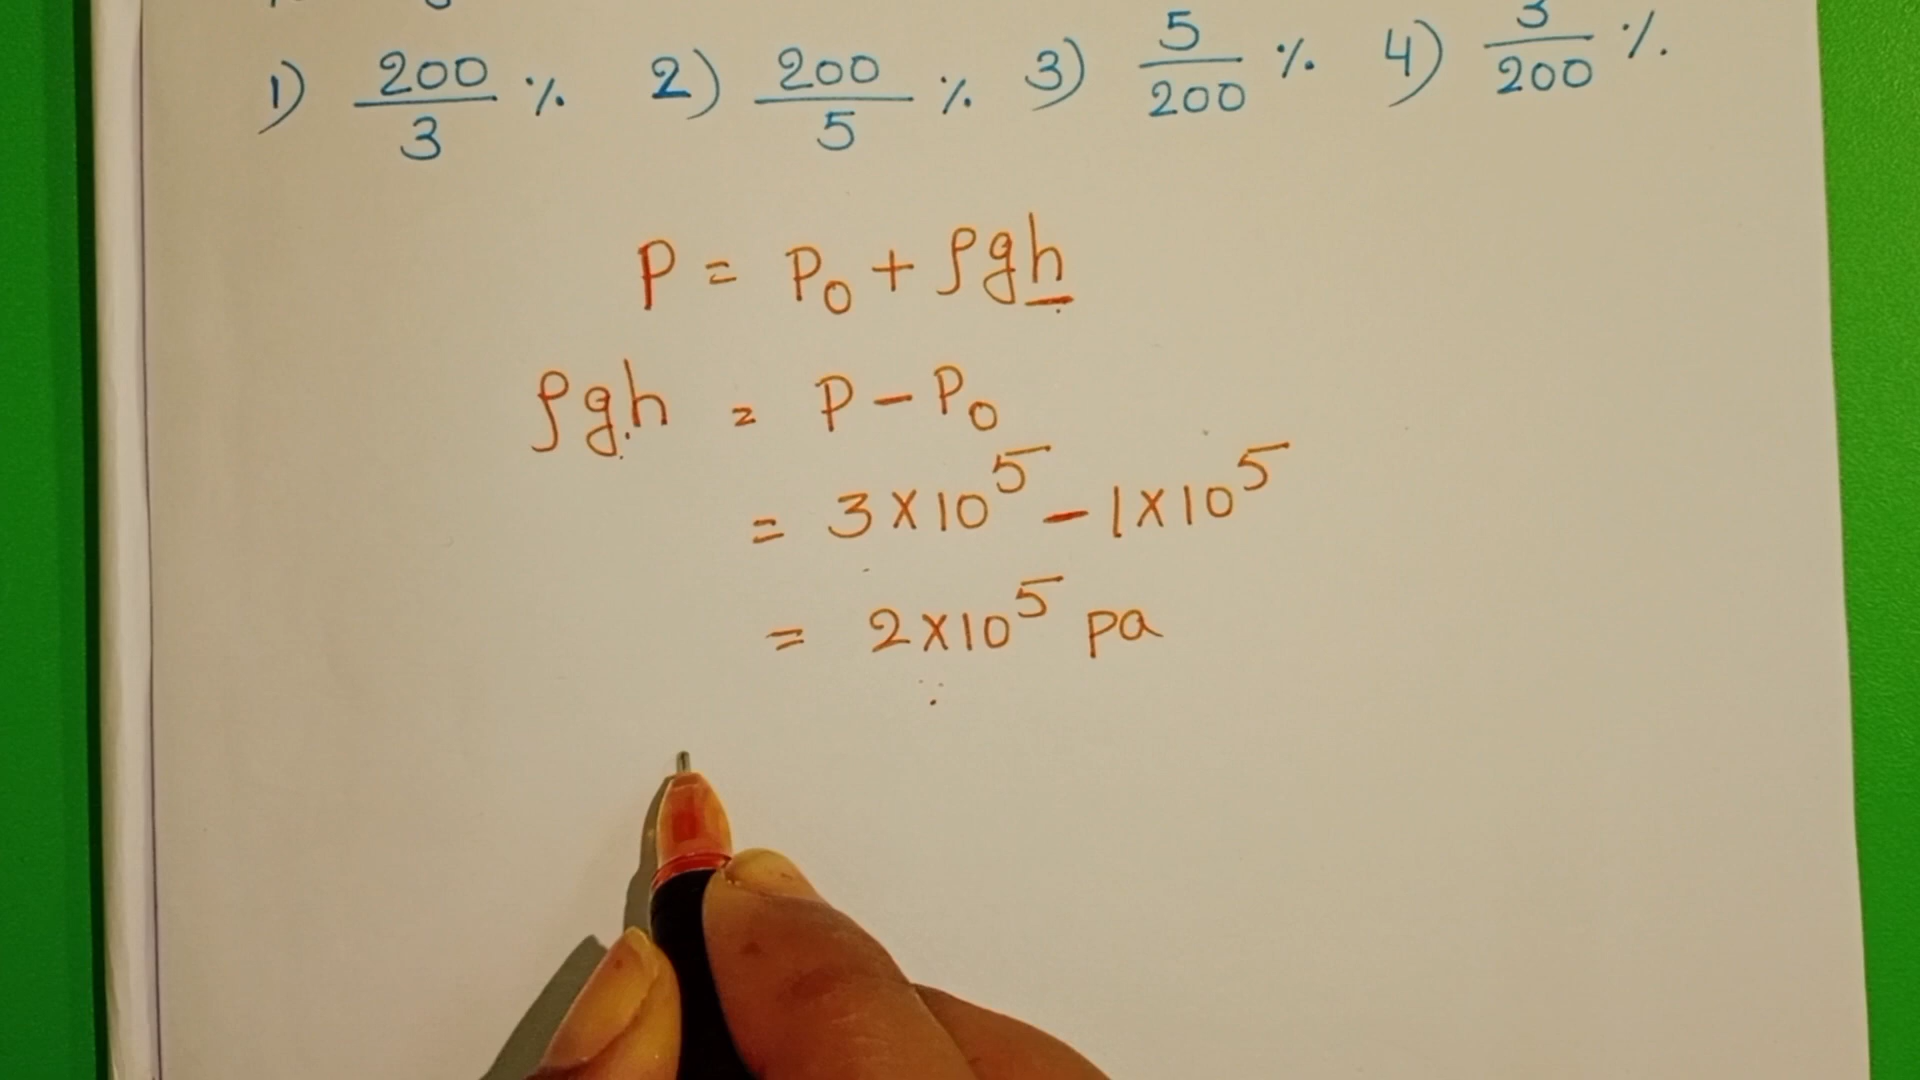 1) 200/3 % 2) 200/5 % 3) 5/200 % 4) 3/200 %
P = P₀ + ρgh
ρgh = P − P₀
= 3×10⁵ − 1×10⁵
= 2×10⁵ pa